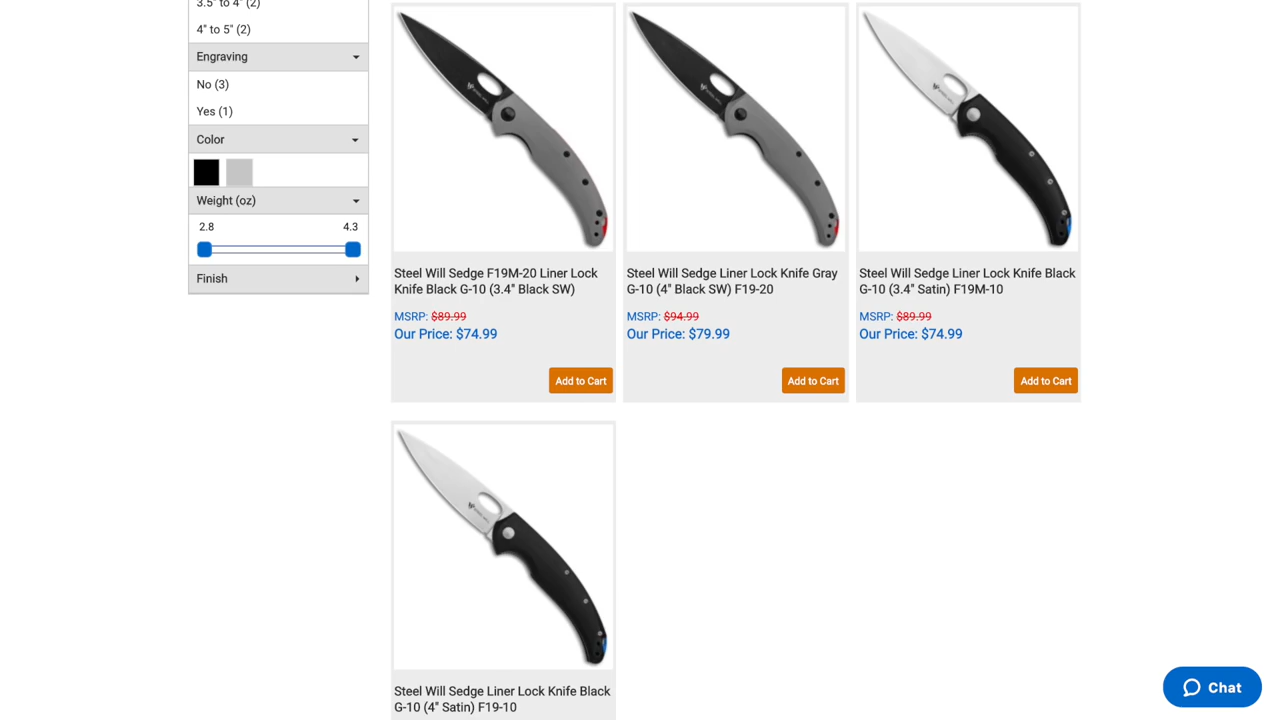 3.5" to 4" (2)
4" to 5" (2)
Engraving
No (3)
Yes (1)
Color
Weight (oz)
2.8 4.3
Finish
Steel Will Sedge F19M-20 Liner Lock
Knife Black G-10 (3.4" Black SW)
MSRP: $89.99
Our Price: $74.99
Add to Cart
Steel Will Sedge Liner Lock Knife Gray
G-10 (4" Black SW) F19-20
MSRP: $94.99
Our Price: $79.99
Add to Cart
Steel Will Sedge Liner Lock Knife Black
G-10 (3.4" Satin) F19M-10
MSRP: $89.99
Our Price: $74.99
Add to Cart
Steel Will Sedge Liner Lock Knife Black
G-10 (4" Satin) F19-10
Chat